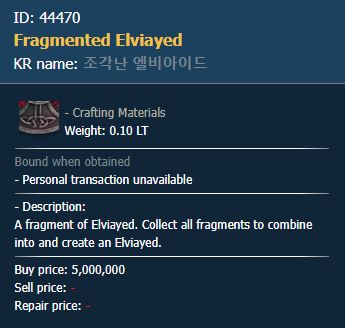 ID: 44470
Fragmented Elviayed
KR name: 조각난 엘비아이드
- Crafting Materials
Weight: 0.10 LT
Bound when obtained
- Personal transaction unavailable
- Description:
A fragment of Elviayed. Collect all fragments to combine
into and create an Elviayed.
Buy price: 5,000,000
Sell price: -
Repair price: -